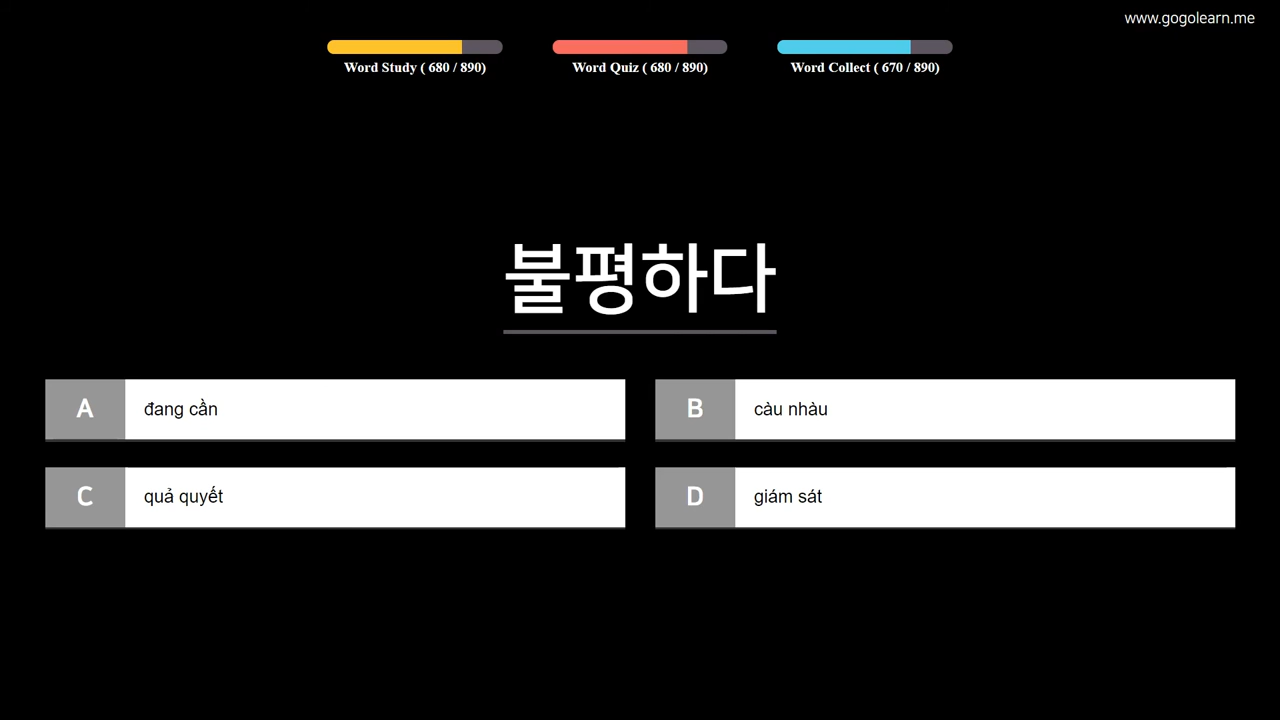 www.gogolearn.me
Word Study ( 680 / 890)
Word Quiz ( 680 / 890)
Word Collect ( 670 / 890)
불평하다
A đang cần
B càu nhàu
C quả quyết
D giám sát